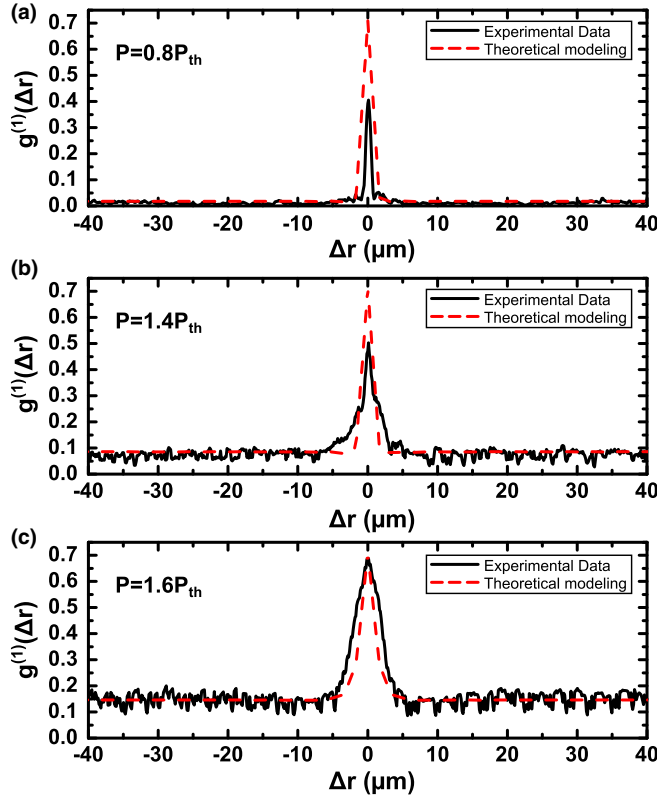 (a)
0.7
0.6
0.5
0.4
0.3
0.2
0.1
0.0
g(1)(Δr)
P=0.8Pth
Experimental Data
Theoretical modeling
-40 -30 -20 -10 0 10 20 30 40
Δr (µm)
(b)
0.7
0.6
0.5
0.4
0.3
0.2
0.1
0.0
g(1)(Δr)
P=1.4Pth
Experimental Data
Theoretical modeling
-40 -30 -20 -10 0 10 20 30 40
Δr (µm)
(c)
0.7
0.6
0.5
0.4
0.3
0.2
0.1
0.0
g(1)(Δr)
P=1.6Pth
Experimental Data
Theoretical modeling
-40 -30 -20 -10 0 10 20 30 40
Δr (µm)